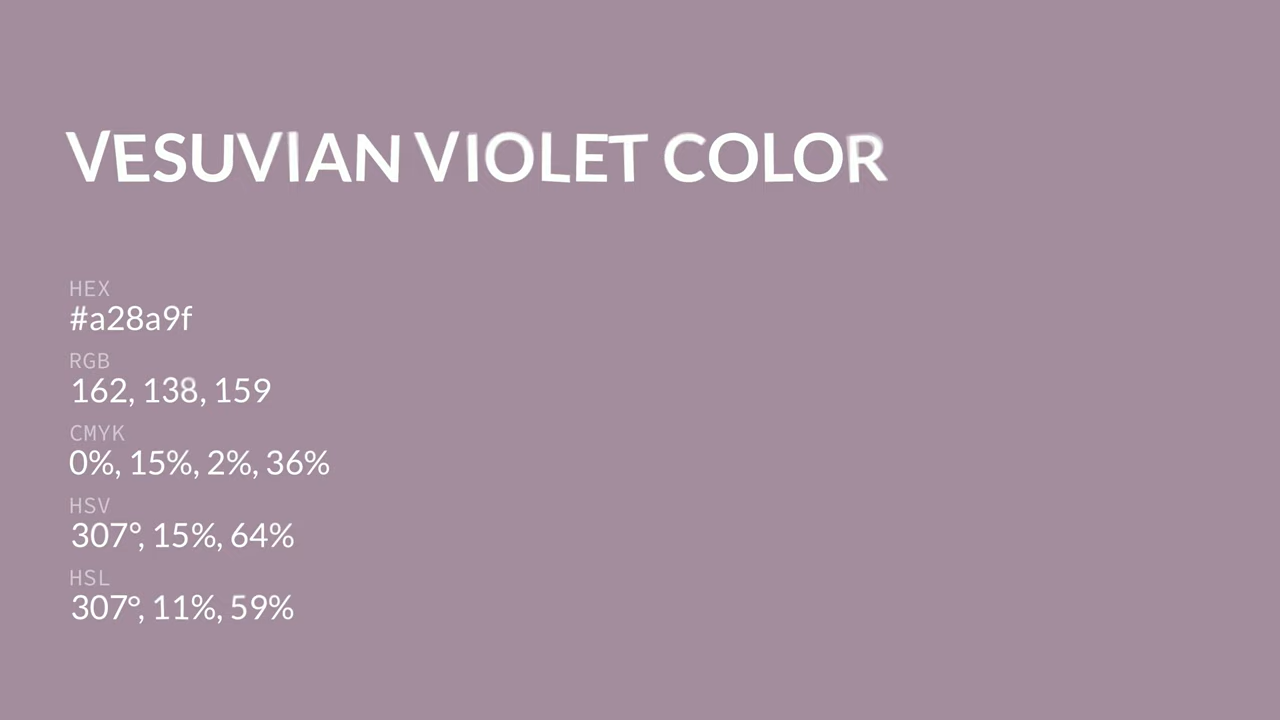 VESUVIAN VIOLET COLOR
HEX
#a28a9f
RGB
162, 138, 159
CMYK
0%, 15%, 2%, 36%
HSV
307°, 15%, 64%
HSL
307°, 11%, 59%